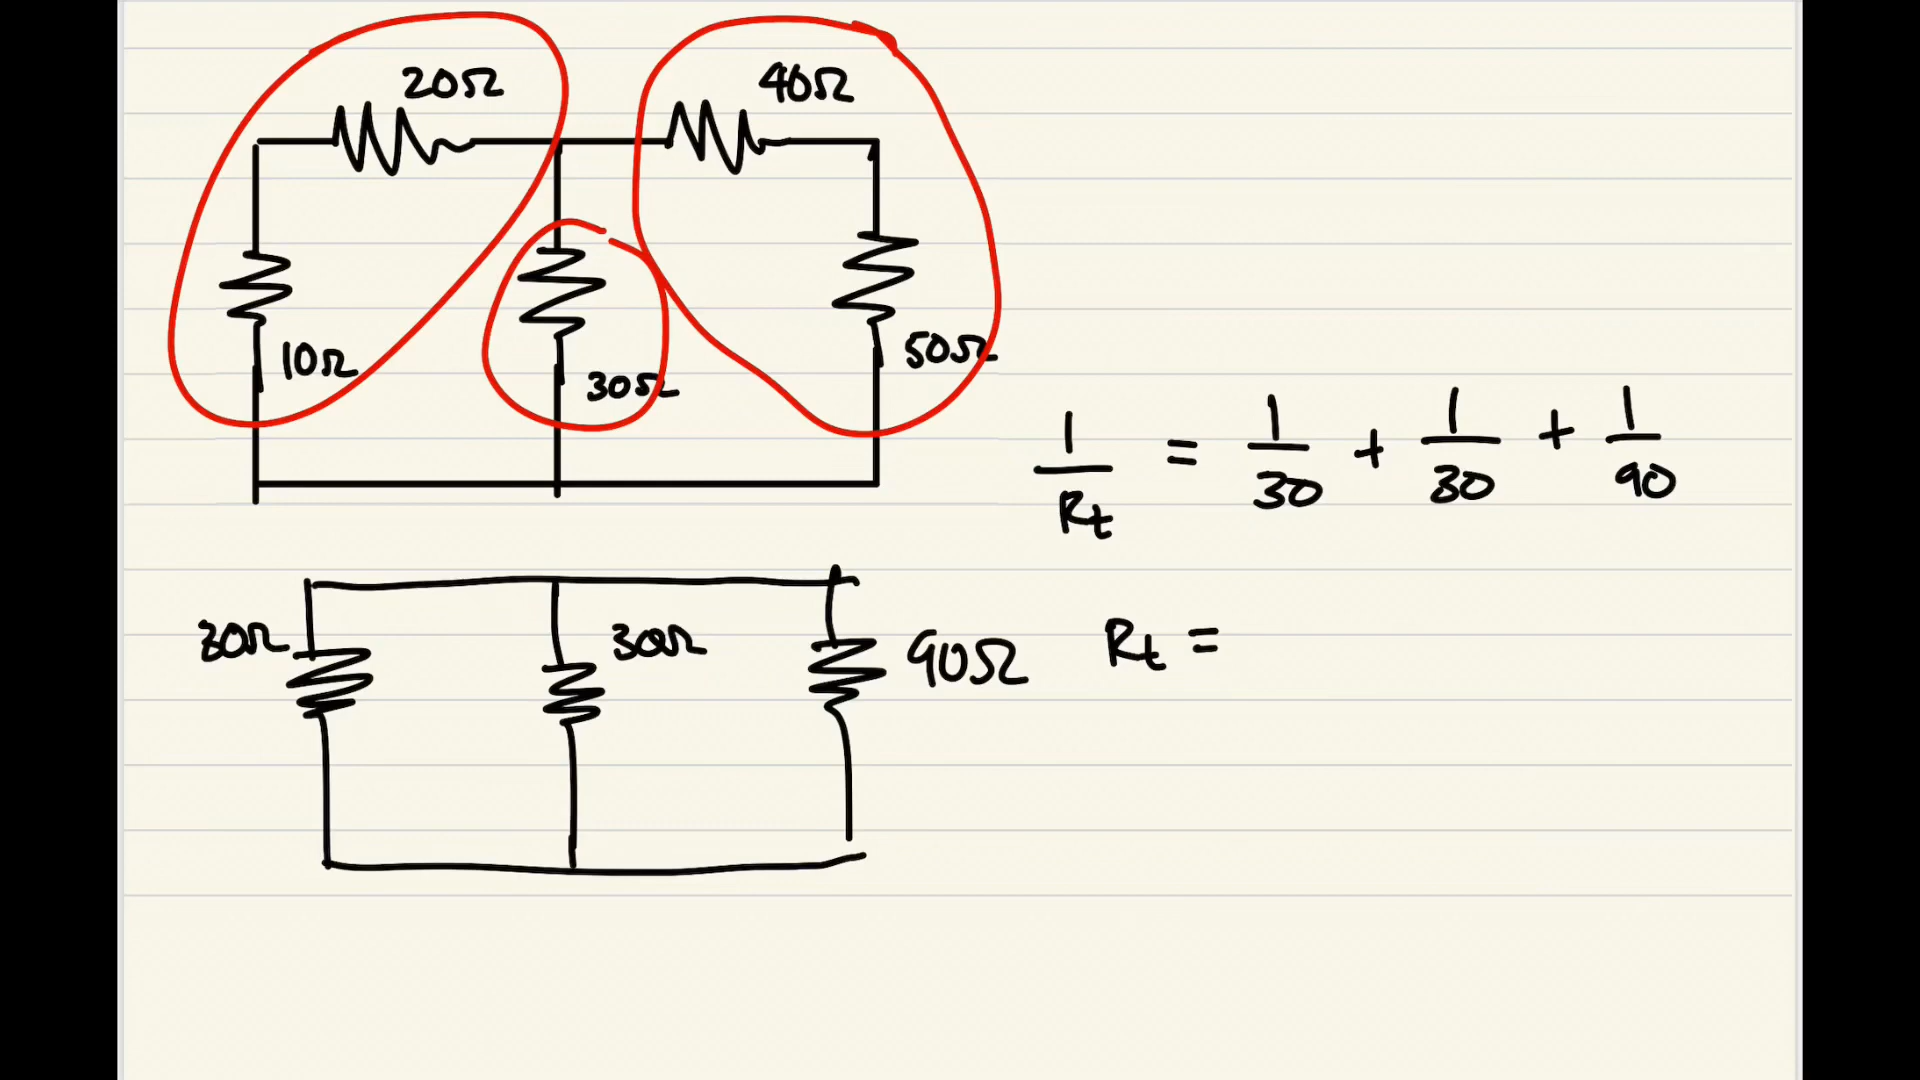 20Ω
40Ω
10Ω
30Ω
50Ω
1/Rt = 1/30 + 1/30 + 1/90
30Ω
30Ω
90Ω
Rt =